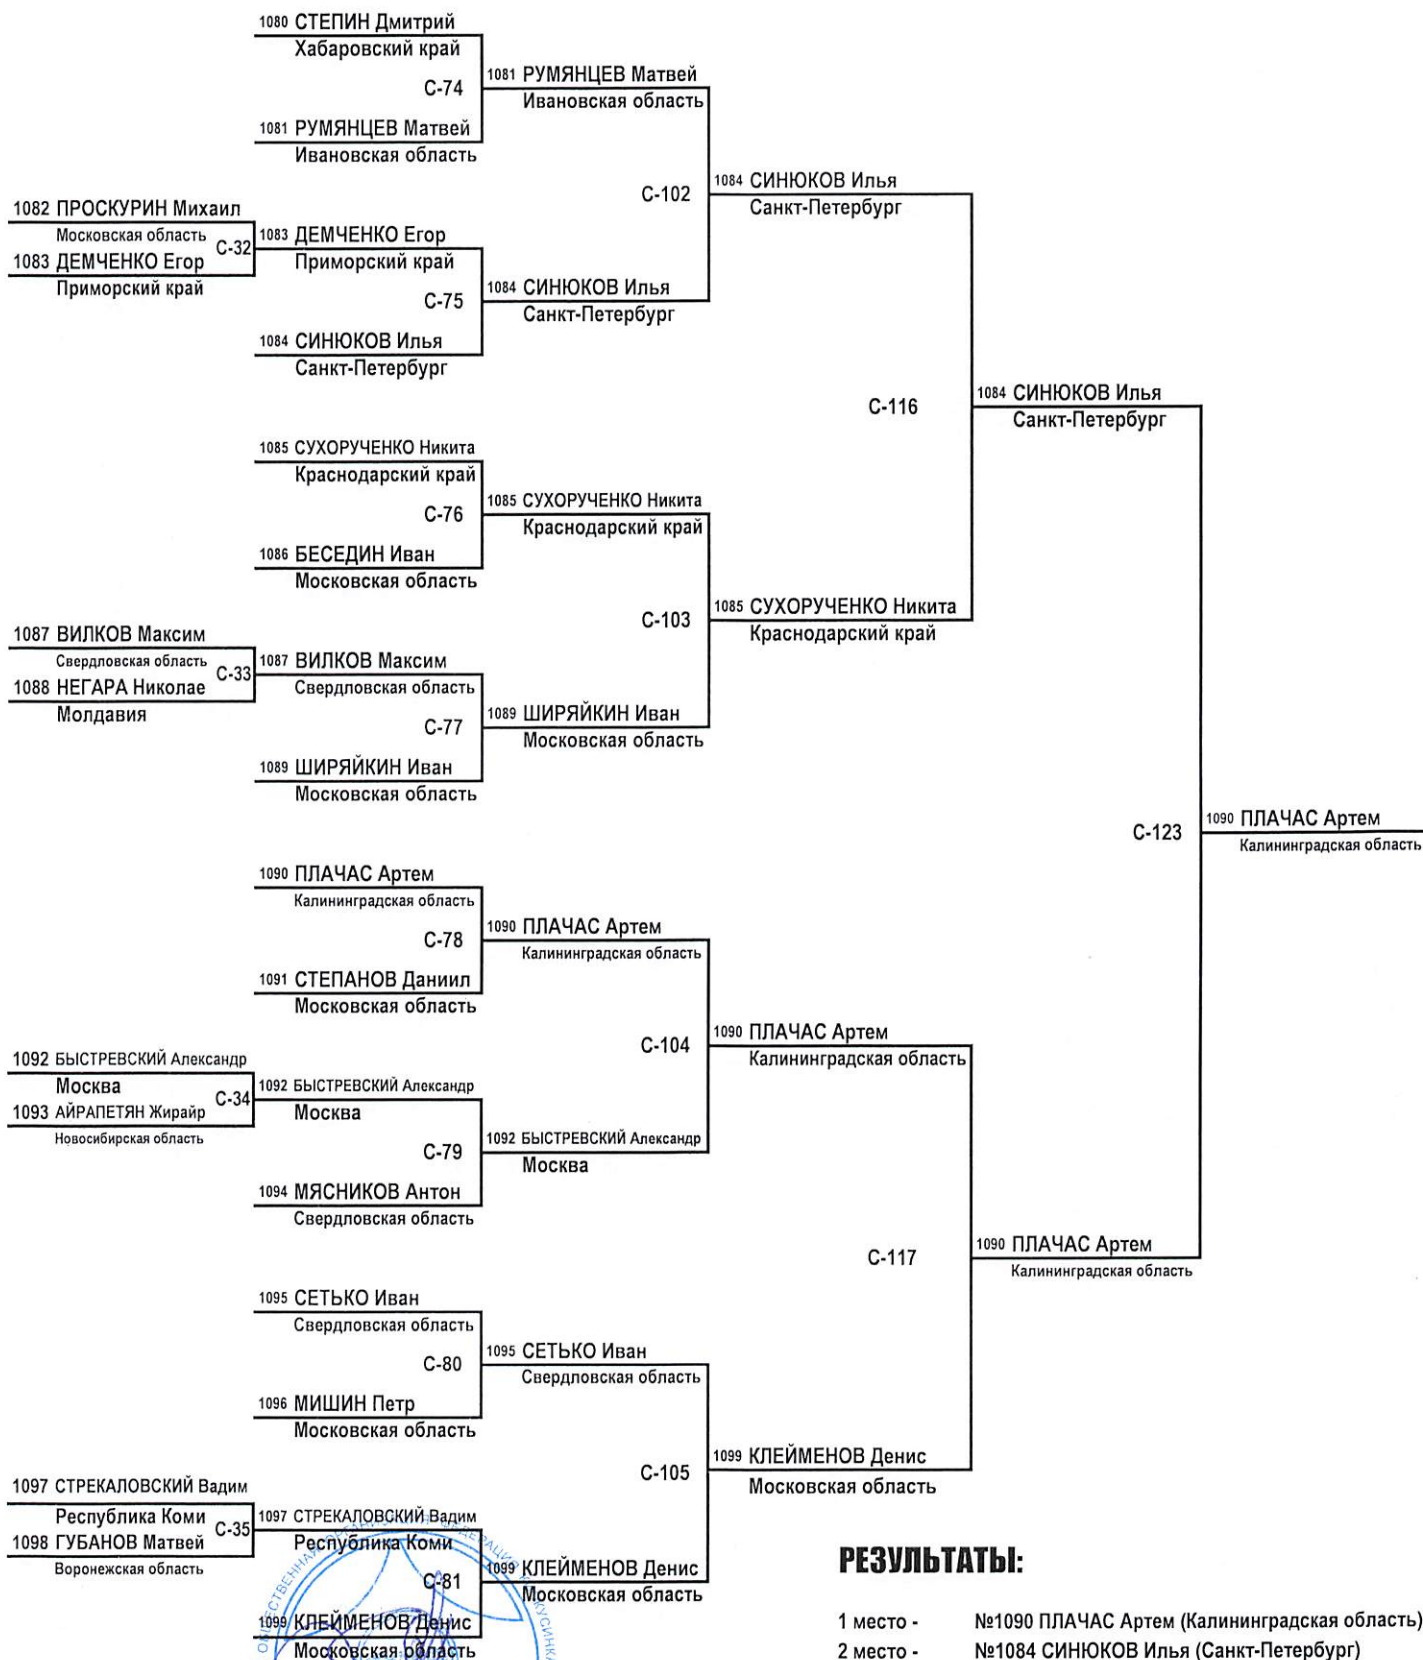 1080 СТЕПИН Дмитрий
Хабаровский край
С-74
1081 РУМЯНЦЕВ Матвей
Ивановская область
1081 РУМЯНЦЕВ Матвей
Ивановская область
С-102
1084 СИНЮКОВ Илья
Санкт-Петербург
1082 ПРОСКУРИН Михаил
Московская область
С-32
1083 ДЕМЧЕНКО Егор
Приморский край
1083 ДЕМЧЕНКО Егор
Приморский край
С-75
1084 СИНЮКОВ Илья
Санкт-Петербург
1084 СИНЮКОВ Илья
Санкт-Петербург
С-116
1084 СИНЮКОВ Илья
Санкт-Петербург
1085 СУХОРУЧЕНКО Никита
Краснодарский край
С-76
1085 СУХОРУЧЕНКО Никита
Краснодарский край
1086 БЕСЕДИН Иван
Московская область
С-103
1085 СУХОРУЧЕНКО Никита
Краснодарский край
1087 ВИЛКОВ Максим
Свердловская область
С-33
1088 НЕГАРА Николае
Молдавия
1087 ВИЛКОВ Максим
Свердловская область
С-77
1089 ШИРЯЙКИН Иван
Московская область
1089 ШИРЯЙКИН Иван
Московская область
С-123
1090 ПЛАЧАС Артем
Калининградская область
1090 ПЛАЧАС Артем
Калининградская область
С-78
1090 ПЛАЧАС Артем
Калининградская область
1091 СТЕПАНОВ Даниил
Московская область
С-104
1090 ПЛАЧАС Артем
Калининградская область
1092 БЫСТРЕВСКИЙ Александр
Москва
С-34
1093 АЙРАПЕТЯН Жирайр
Новосибирская область
1092 БЫСТРЕВСКИЙ Александр
Москва
С-79
1092 БЫСТРЕВСКИЙ Александр
Москва
1094 МЯСНИКОВ Антон
Свердловская область
С-117
1090 ПЛАЧАС Артем
Калининградская область
1095 СЕТЬКО Иван
Свердловская область
С-80
1095 СЕТЬКО Иван
Свердловская область
1096 МИШИН Петр
Московская область
С-105
1099 КЛЕЙМЕНОВ Денис
Московская область
1097 СТРЕКАЛОВСКИЙ Вадим
Республика Коми
С-35
1098 ГУБАНОВ Матвей
Воронежская область
1097 СТРЕКАЛОВСКИЙ Вадим
Республика Коми
С-81
1099 КЛЕЙМЕНОВ Денис
Московская область
1099 КЛЕЙМЕНОВ Денис
Московская область
ОБЩЕСТВЕННАЯ ОРГАНИЗАЦИЯ ФЕДЕРАЦИЯ
РЕЗУЛЬТАТЫ:
1 место - №1090 ПЛАЧАС Артем (Калининградская область)
2 место - №1084 СИНЮКОВ Илья (Санкт-Петербург)